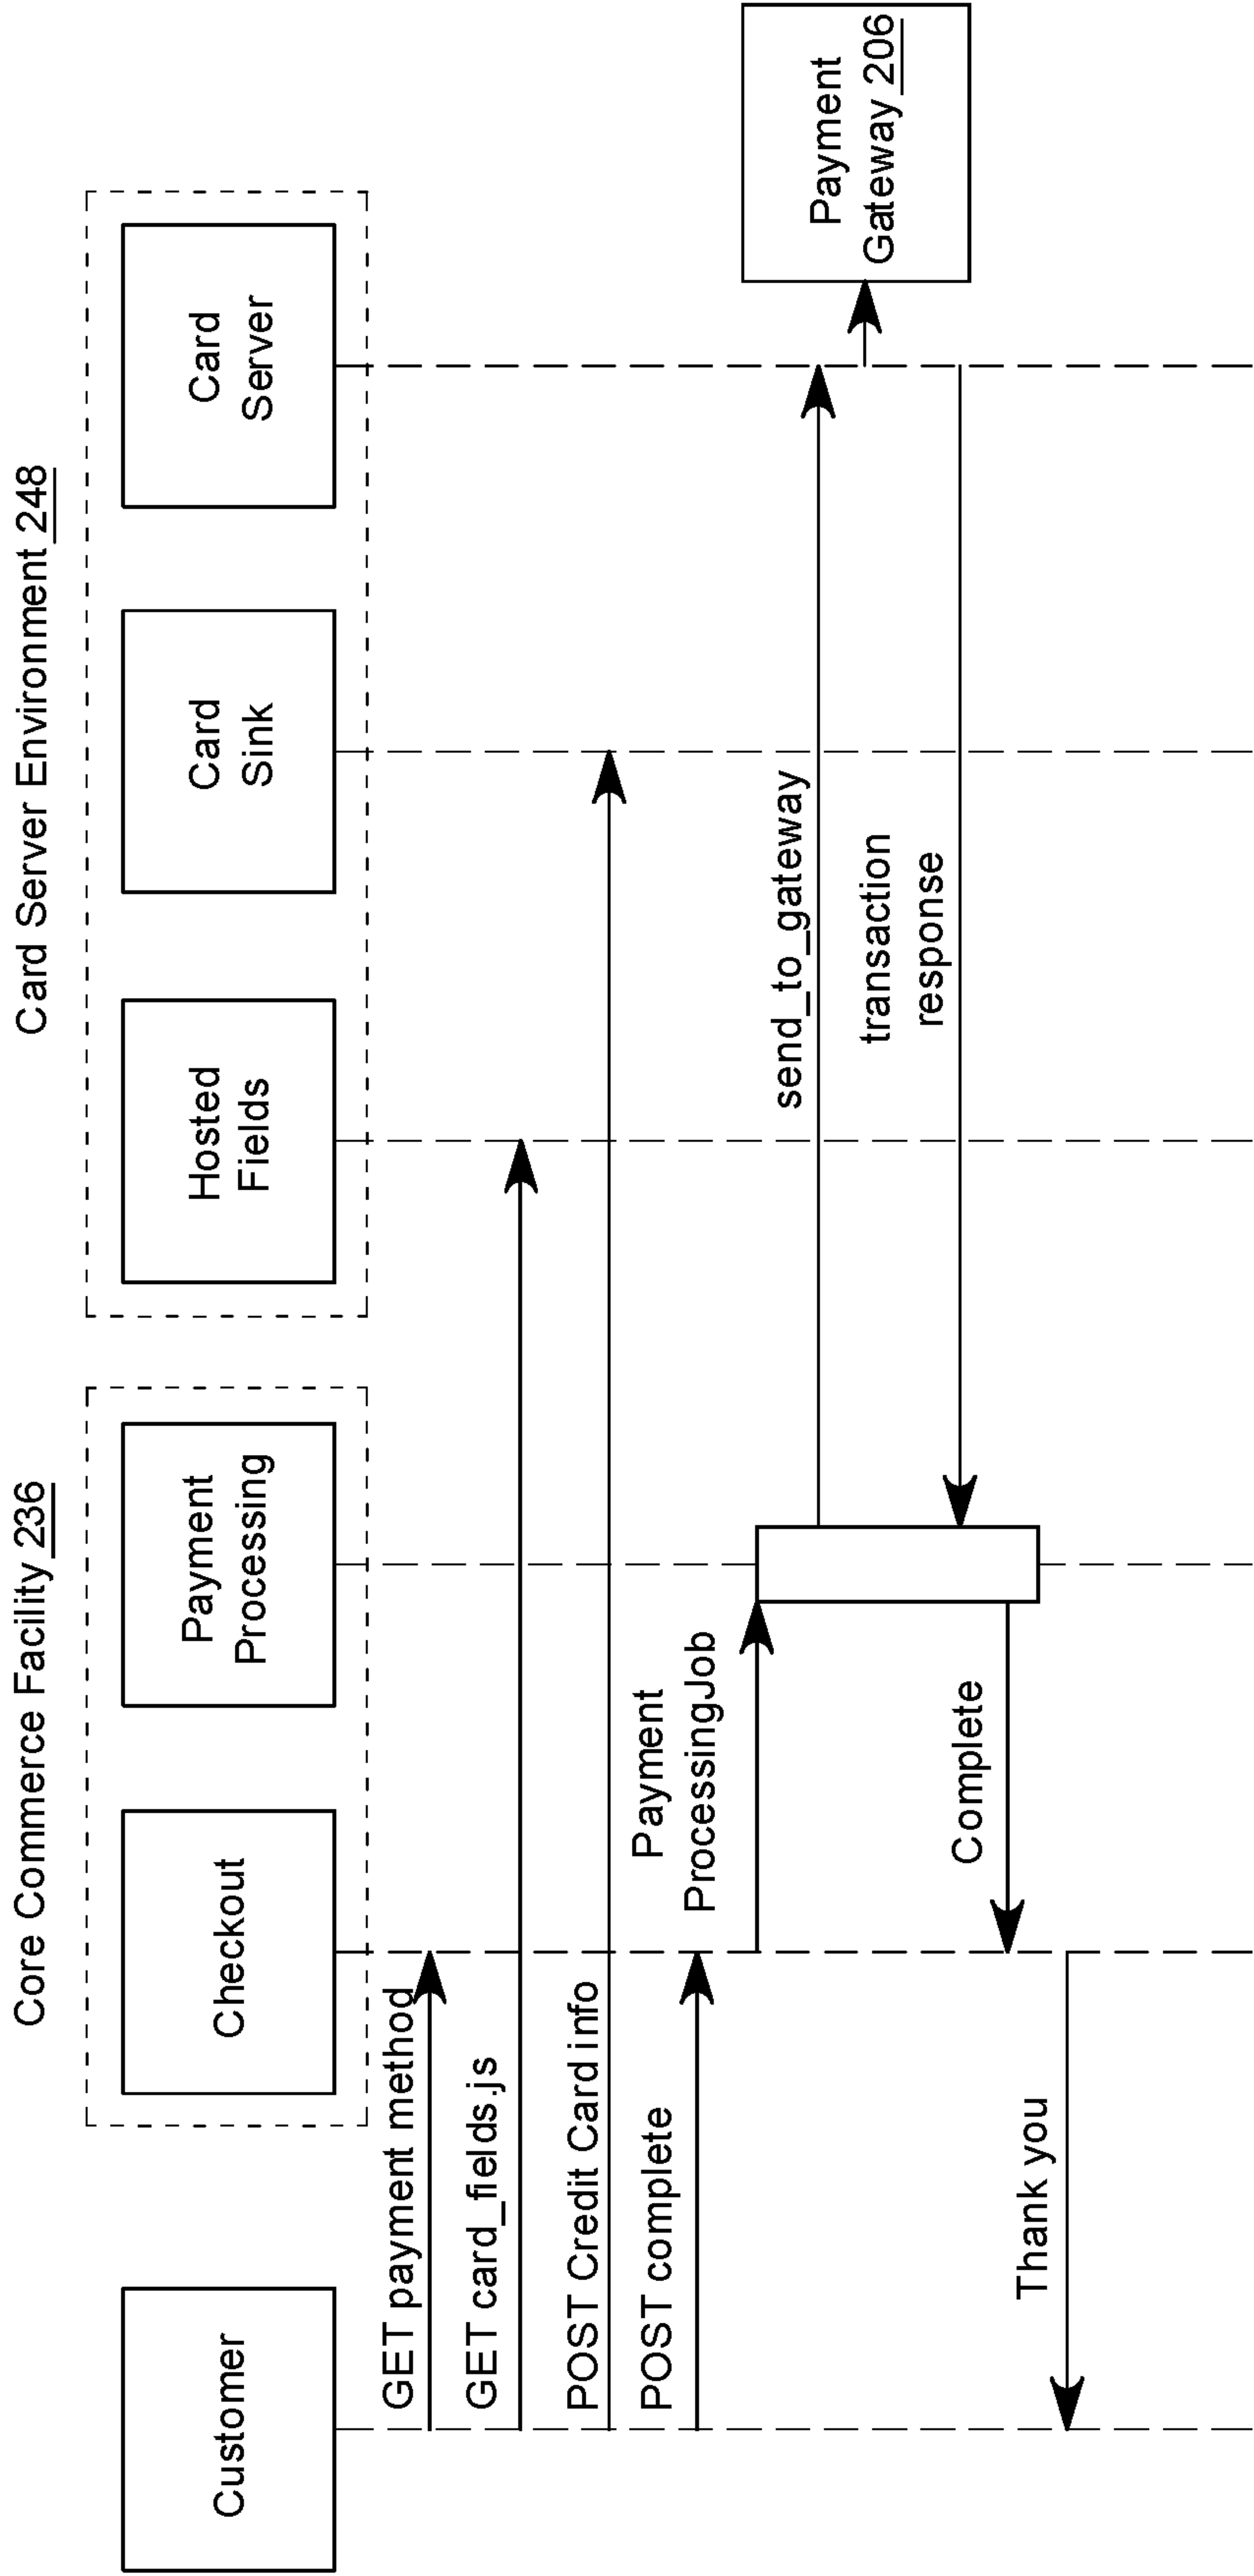 Core Commerce Facility 236
Card Server Environment 248
Customer
Checkout
Payment
Processing
Hosted
Fields
Card
Sink
Card
Server
GET payment method
GET card_fields.js
POST Credit Card info
POST complete
Payment
ProcessingJob
send_to_gateway
Payment
Gateway 206
transaction
response
Complete
Thank you